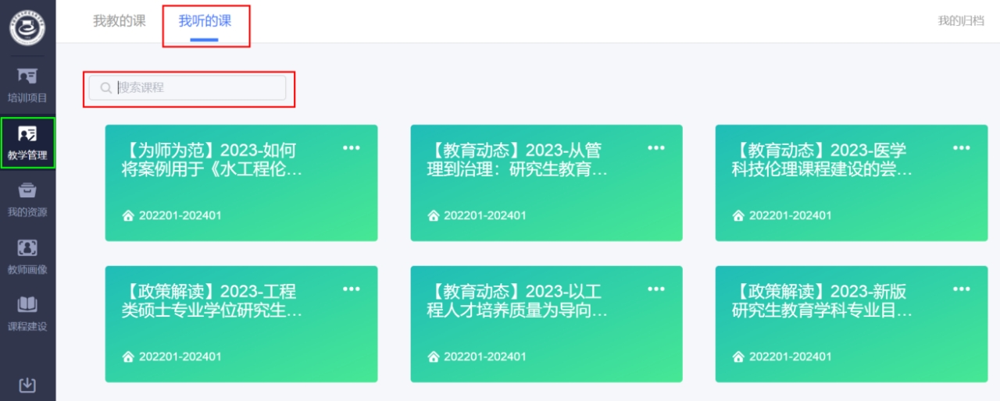 我教的课
我听的课
我的归档
培训项目
教学管理
我的资源
教师画像
课程建设
搜索课程
【为师为范】2023-如何
将案例用于《水工程伦...
202201-202401
【教育动态】2023-从管
理到治理：研究生教育...
202201-202401
【教育动态】2023-医学
科技伦理课程建设的尝...
202201-202401
【政策解读】2023-工程
类硕士专业学位研究生...
202201-202401
【教育动态】2023-以工
程人才培养质量为导向...
202201-202401
【政策解读】2023-新版
研究生教育学科专业目...
202201-202401